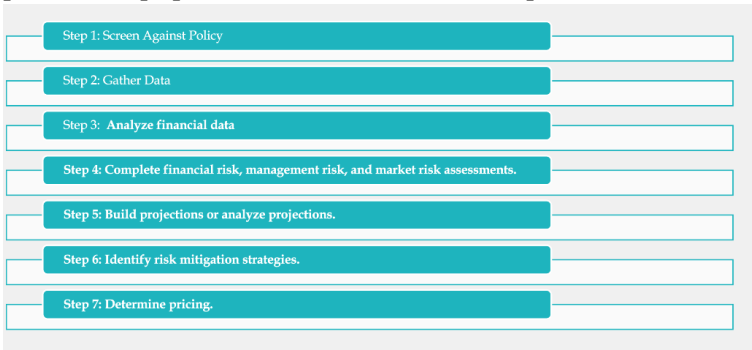 Step 1: Screen Against Policy
Step 2: Gather Data
Step 3: Analyze financial data
Step 4: Complete financial risk, management risk, and market risk assessments.
Step 5: Build projections or analyze projections.
Step 6: Identify risk mitigation strategies.
Step 7: Determine pricing.